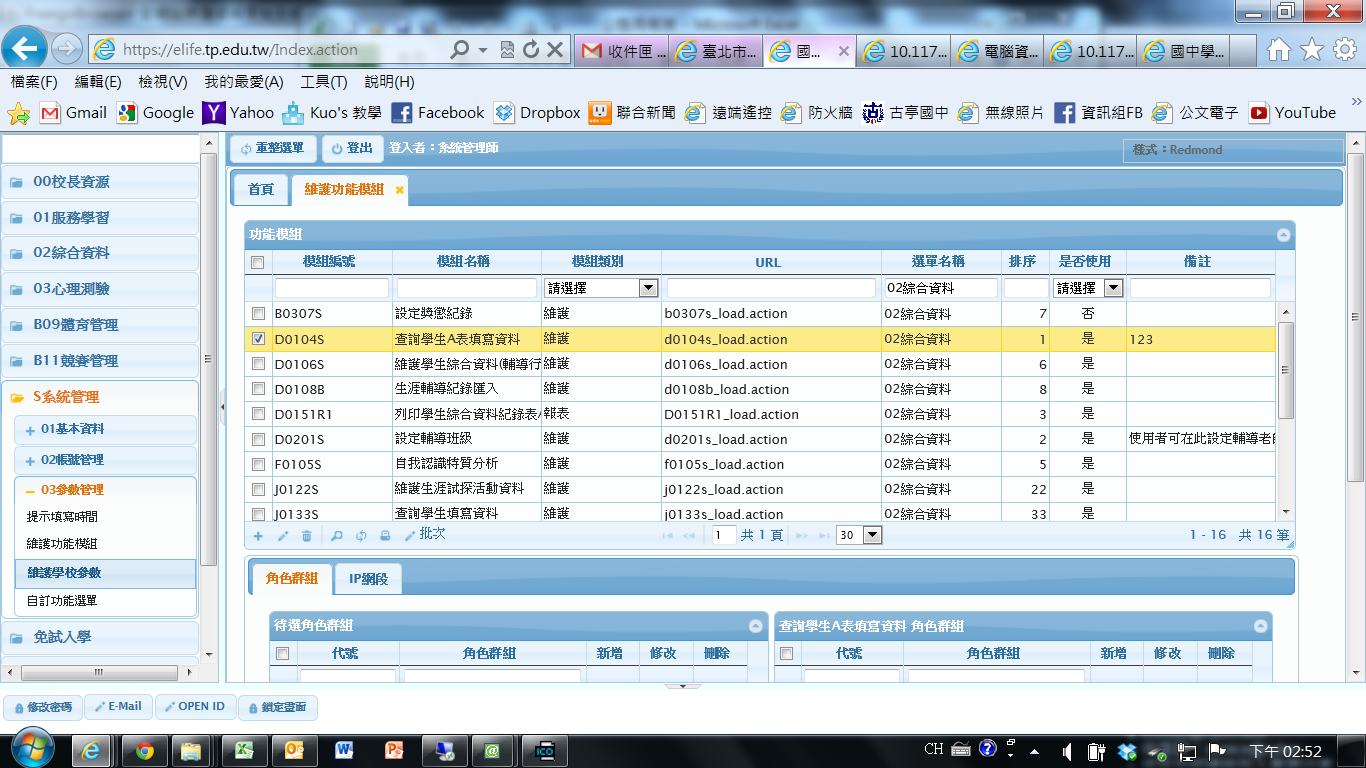 https://elife.tp.edu.tw/Index.action
收件匣 ...
臺北市...
國...
10.117...
電腦資...
10.117...
國中學...
檔案(F) 編輯(E) 檢視(V) 我的最愛(A) 工具(T) 說明(H)
Gmail Google Yahoo Kuo's 教學 Facebook Dropbox 聯合新聞 遠端遙控 防火牆 古亭國中 無線照片 資訊組FB 公文電子 YouTube
重整選單 登出 登入者：系統管理師 樣式：Redmond
00校長資源
01服務學習
02綜合資料
03心理測驗
B09體育管理
B11競賽管理
S系統管理
01基本資料
02帳號管理
03參數管理
提示填寫時間
維護功能模組
維護學校參數
自訂功能選單
免試入學
首頁 維護功能模組
功能模組
模組編號 模組名稱 模組類別 URL 選單名稱 排序 是否使用 備註
請選擇 02綜合資料 請選擇
B0307S 設定獎懲紀錄 維護 b0307s_load.action 02綜合資料 7 否
D0104S 查詢學生A表填寫資料 維護 d0104s_load.action 02綜合資料 1 是 123
D0106S 維護學生綜合資料(輔導行 維護 d0106s_load.action 02綜合資料 6 是
D0108B 生涯輔導紀錄匯入 維護 d0108b_load.action 02綜合資料 8 是
D0151R1 列印學生綜合資料紀錄表 報表 D0151R1_load.action 02綜合資料 3 是
D0201S 設定輔導班級 維護 d0201s_load.action 02綜合資料 2 是 使用者可在此設定輔導老
F0105S 自我認識特質分析 維護 f0105s_load.action 02綜合資料 5 是
J0122S 維護生涯試探活動資料 維護 j0122s_load.action 02綜合資料 22 是
J0133S 查詢學生填寫資料 維護 j0133s_load.action 02綜合資料 33 是
批次 1 共 1 頁 30 1 - 16 共 16 筆
角色群組 IP網段
待選角色群組
代號 角色群組 新增 修改 刪除
查詢學生A表填寫資料 角色群組
代號 角色群組 新增 修改 刪除
修改密碼 E-Mail OPEN ID 鎖定畫面
CH 下午 02:52